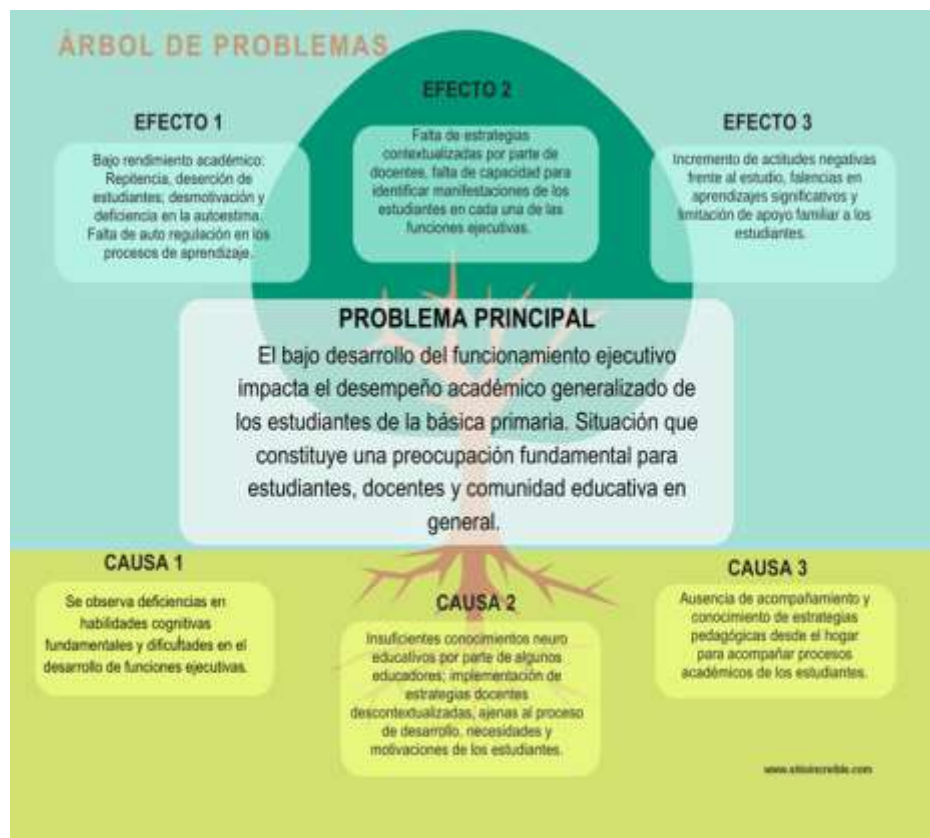 ÁRBOL DE PROBLEMAS
EFECTO 1
Bajo rendimiento académico:
Repitencia, deserción de
estudiantes; desmotivación y
deficiencia en la autoestima.
Falta de auto regulación en los
procesos de aprendizaje.
EFECTO 2
Falta de estrategias
contextualizadas por parte de
docentes, falta de capacidad para
identificar manifestaciones de los
estudiantes en cada una de las
funciones ejecutivas.
EFECTO 3
Incremento de actitudes negativas
frente al estudio, falencias en
aprendizajes significativos y
limitación de apoyo familiar a los
estudiantes.
PROBLEMA PRINCIPAL
El bajo desarrollo del funcionamiento ejecutivo
impacta el desempeño académico generalizado de
los estudiantes de la básica primaria. Situación que
constituye una preocupación fundamental para
estudiantes, docentes y comunidad educativa en
general.
CAUSA 1
Se observa deficiencias en
habilidades cognitivas
fundamentales y dificultades en el
desarrollo de funciones ejecutivas.
CAUSA 2
Insuficientes conocimientos neuro
educativos por parte de algunos
educadores; implementación de
estrategias docentes
descontextualizadas, ajenas al proceso
de desarrollo, necesidades y
motivaciones de los estudiantes.
CAUSA 3
Ausencia de acompañamiento y
conocimiento de estrategias
pedagógicas desde el hogar
para acompañar procesos
académicos de los estudiantes.
www.sitioincreible.com